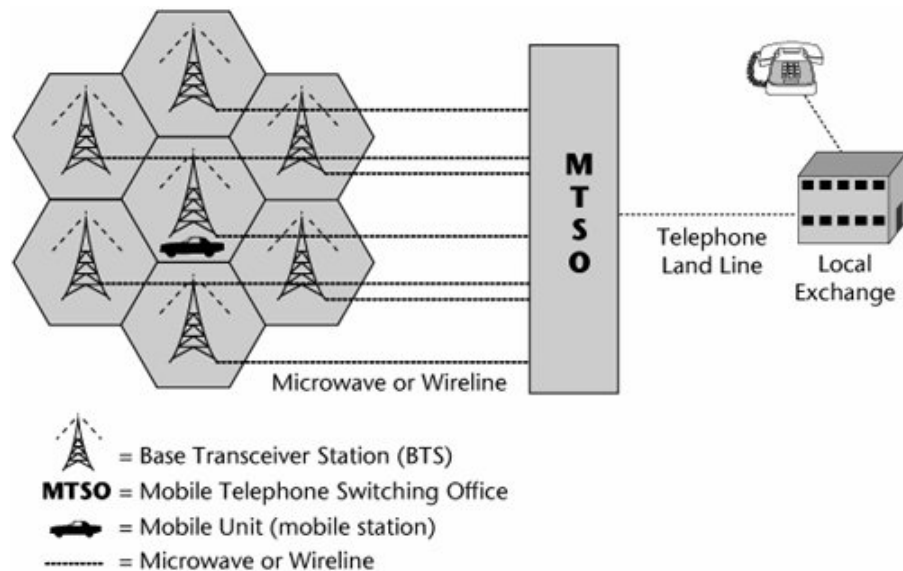 M
T
S
O
Telephone
Land Line
Local
Exchange
Microwave or Wireline
= Base Transceiver Station (BTS)
MTSO = Mobile Telephone Switching Office
= Mobile Unit (mobile station)
= Microwave or Wireline